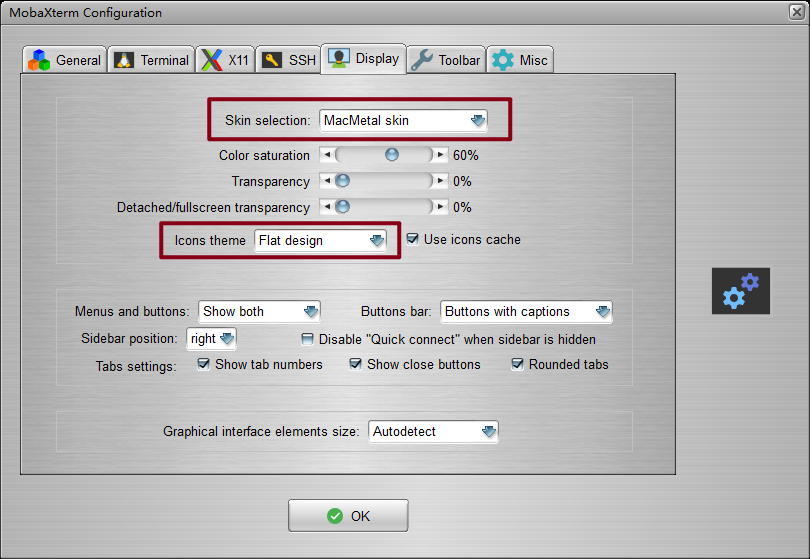 MobaXterm Configuration
General Terminal X11 SSH Display Toolbar Misc
Skin selection: MacMetal skin
Color saturation 60%
Transparency 0%
Detached/fullscreen transparency 0%
Icons theme Flat design Use icons cache
Menus and buttons: Show both Buttons bar: Buttons with captions
Sidebar position: right Disable "Quick connect" when sidebar is hidden
Tabs settings: Show tab numbers Show close buttons Rounded tabs
Graphical interface elements size: Autodetect
OK